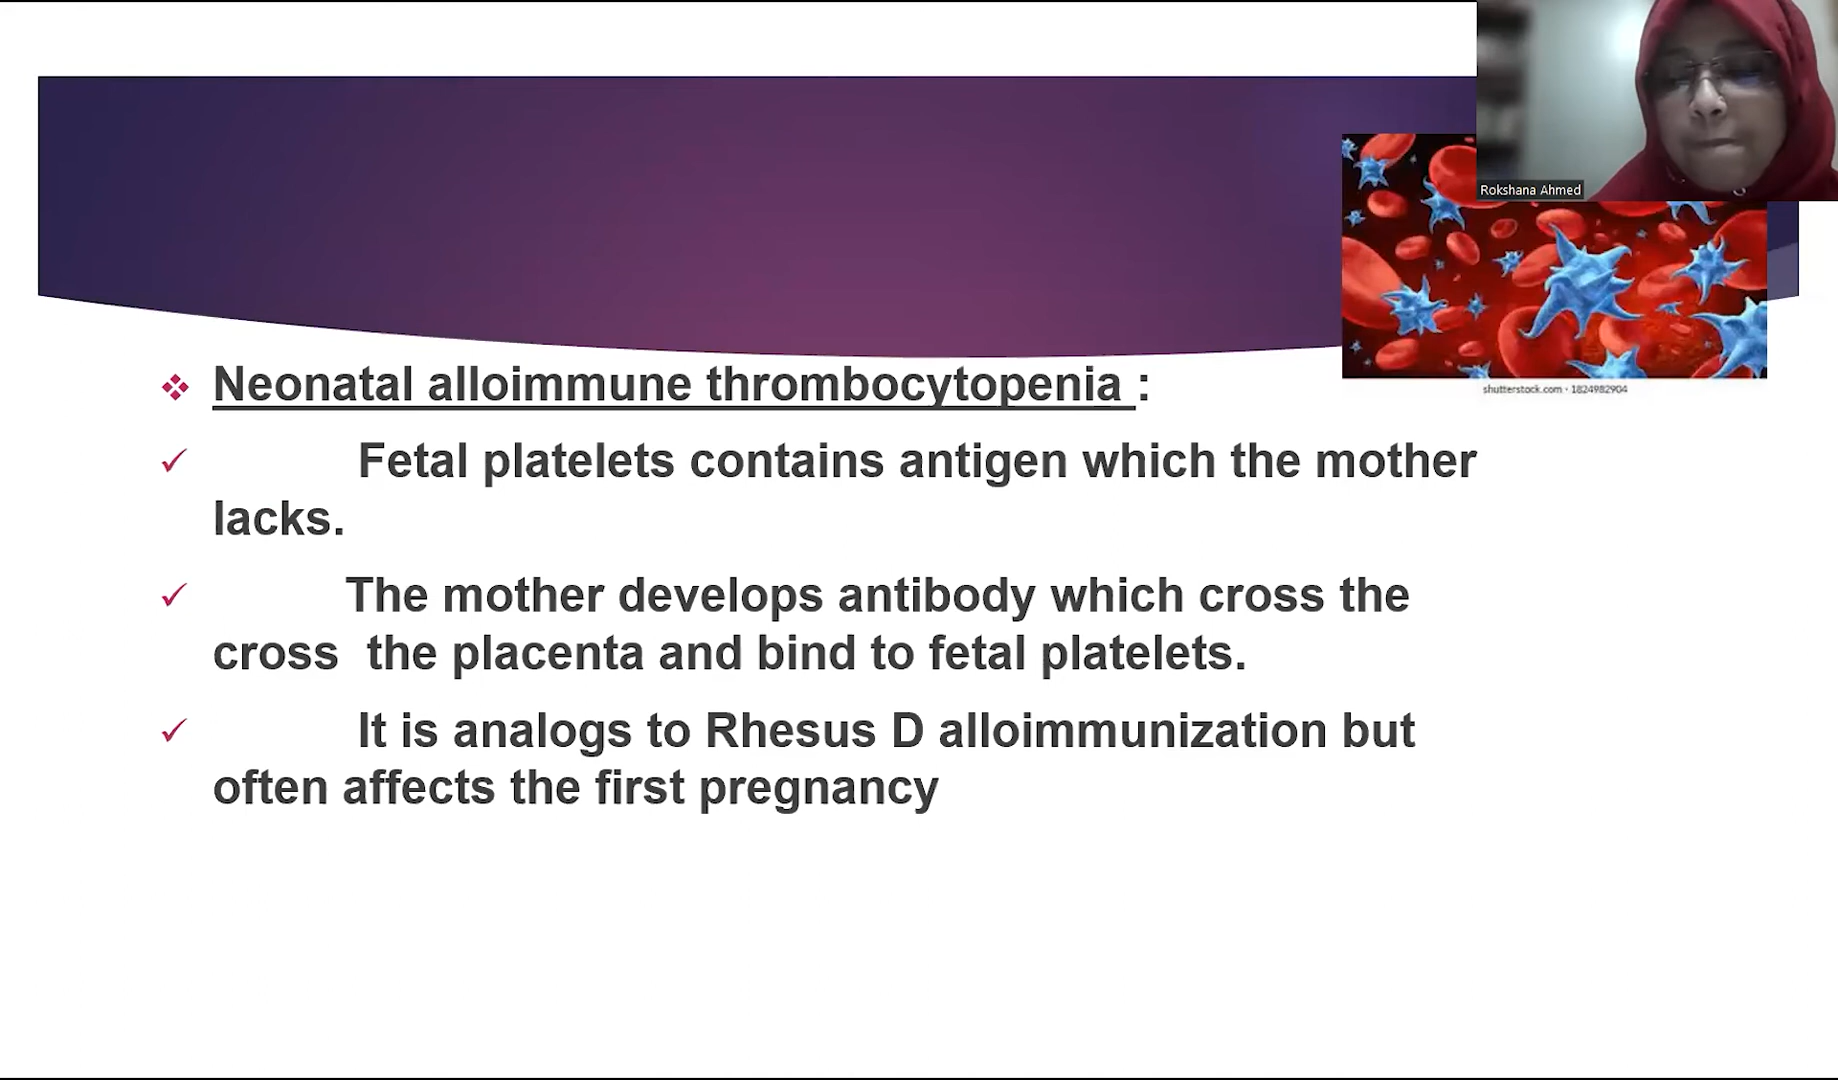 Rokshana Ahmed
shutterstock.com · 1824982904
❖ Neonatal alloimmune thrombocytopenia :
✓ Fetal platelets contains antigen which the mother
lacks.
✓ The mother develops antibody which cross the
cross the placenta and bind to fetal platelets.
✓ It is analogs to Rhesus D alloimmunization but
often affects the first pregnancy